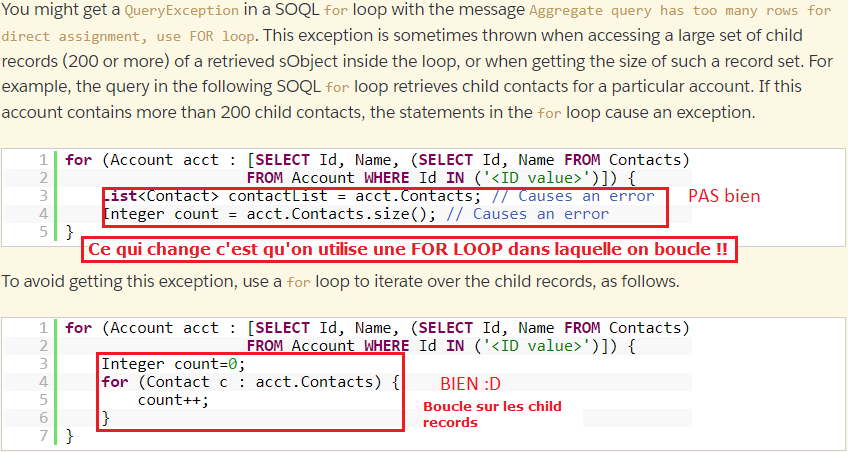 You might get a QueryException in a SOQL for loop with the message Aggregate query has too many rows for
direct assignment, use FOR loop. This exception is sometimes thrown when accessing a large set of child
records (200 or more) of a retrieved sObject inside the loop, or when getting the size of such a record set. For
example, the query in the following SOQL for loop retrieves child contacts for a particular account. If this
account contains more than 200 child contacts, the statements in the for loop cause an exception.
1 for (Account acct : [SELECT Id, Name, (SELECT Id, Name FROM Contacts)
2 FROM Account WHERE Id IN ('<ID value>')]) {
3 List<Contact> contactList = acct.Contacts; // Causes an error
PAS bien
4 Integer count = acct.Contacts.size(); // Causes an error
5 }
Ce qui change c'est qu'on utilise une FOR LOOP dans laquelle on boucle !!
To avoid getting this exception, use a for loop to iterate over the child records, as follows.
1 for (Account acct : [SELECT Id, Name, (SELECT Id, Name FROM Contacts)
2 FROM Account WHERE Id IN ('<ID value>')]) {
3 Integer count=0;
4 for (Contact c : acct.Contacts) {
BIEN :D
5 count++;
Boucle sur les child
records
6 }
7 }